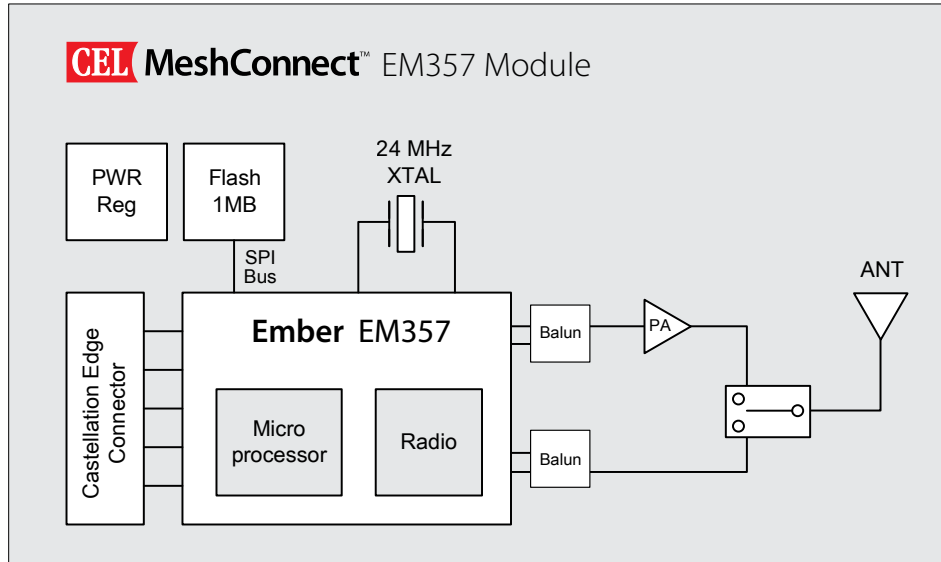 CEL MeshConnect™ EM357 Module
24 MHz
XTAL
PWR
Reg
Flash
1MB
SPI
Bus
ANT
Castellation Edge
Connector
Ember EM357
Balun
PA
Micro
processor
Radio
Balun